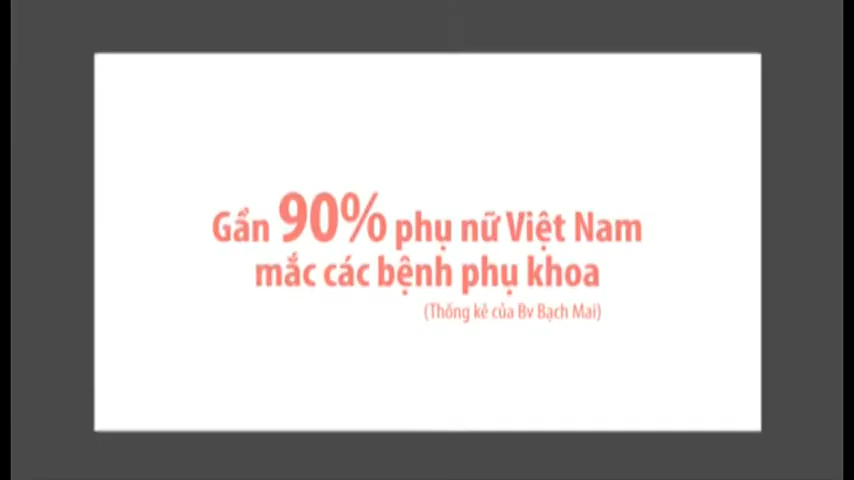 Gần 90% phụ nữ Việt Nam
mắc các bệnh phụ khoa
(Thống kê của Bv Bạch Mai)